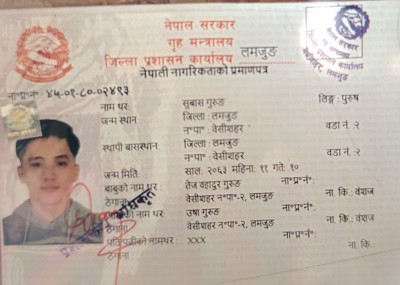 नेपाल सरकार
गृह मन्त्रालय
जिल्ला प्रशासन कार्यालय लमजुङ
नेपाली नागरिकताको प्रमाणपत्र
ना॰प्र॰नं॰ ४५-०१-८०-०२४९३
नाम थर: सुबास गुरुङ लिङ्ग: पुरुष
जन्म स्थान जिल्ला: लमजुङ
न॰पा॰: वेसीशहर वडा नं.: २
स्थायी बासस्थान: जिल्ला: लमजुङ
न॰पा॰: वेसीशहर वडा नं.: २
जन्म मिति: साल: २०६३ महिना: ११ गते: १०
बाबुको नाम थर: तेज वहादुर गुरुङ ना॰प्र॰नं॰:
ठेगाना वेसीशहर न॰पा॰-२, लमजुङ ना. कि.: वंशज
आमाको नाम थर: उषा गुरुङ ना॰प्र॰नं॰:
ठेगाना वेसीशहर न॰पा॰-२, लमजुङ ना. कि.: वंशज
पति/पत्नीको नामथर: xxx ना॰प्र॰नं॰:
ठेगाना ना. कि.: